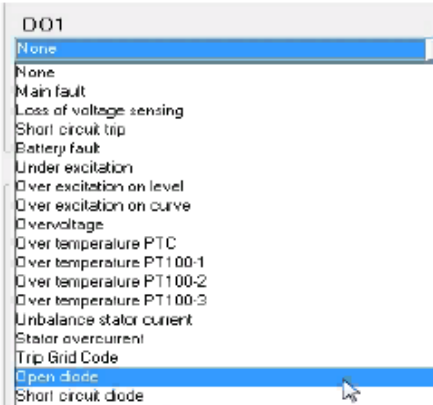 DO1
None
None
Main fault
Loss of voltage sensing
Short circuit trip
Battery fault
Under excitation
Over excitation on level
Over excitation on curve
Overvoltage
Over temperature PTC
Over temperature PT100-1
Over temperature PT100-2
Over temperature PT100-3
Unbalance stator current
Stator overcurrent
Trip Grid Code
Open diode
Short circuit diode